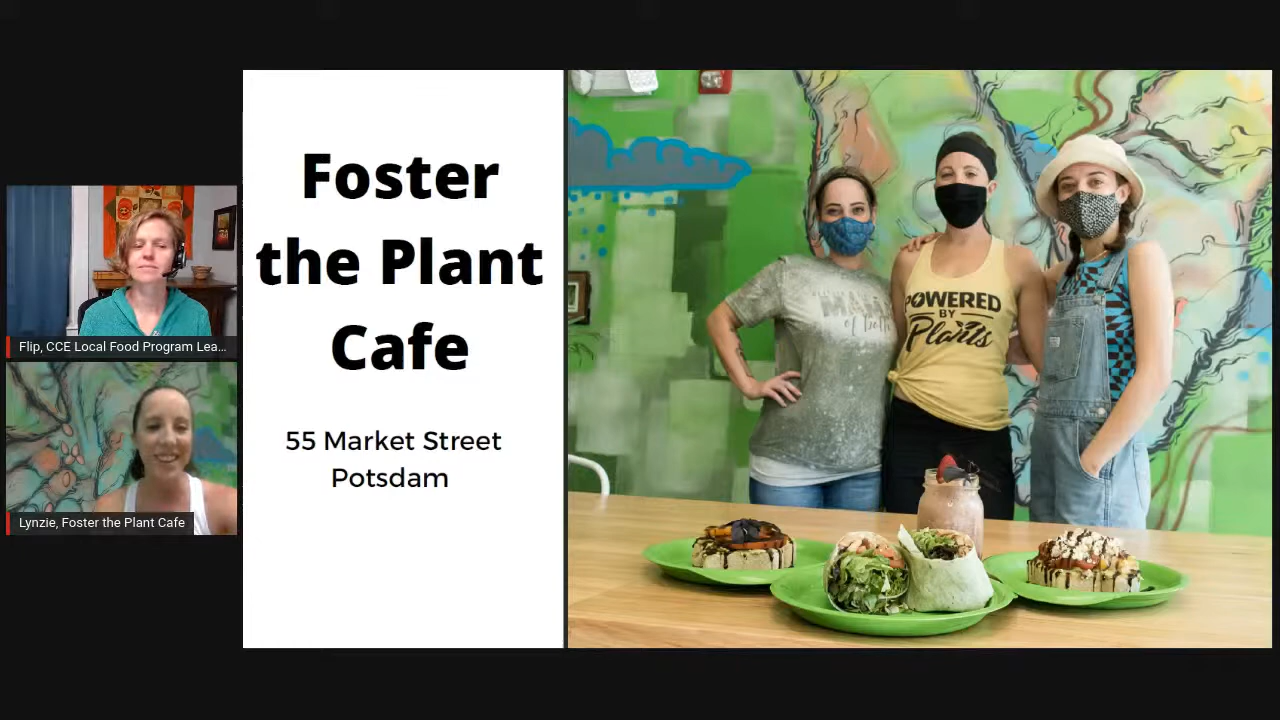 Foster
the Plant
Cafe
55 Market Street
Potsdam
Flip, CCE Local Food Program Lea...
Lynzie, Foster the Plant Cafe
POWERED
BY
Plants